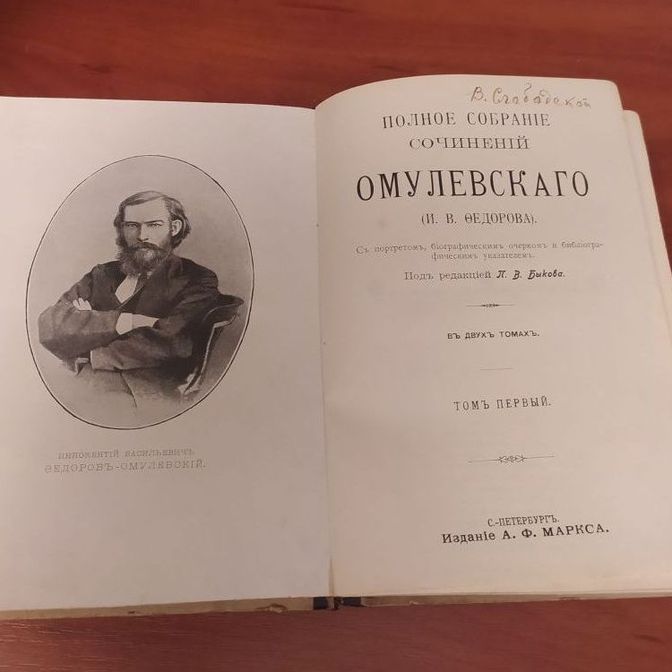 ИННОКЕНТІЙ ВАСИЛЬЕВИЧЪ
ѲЕДОРОВЪ-ОМУЛЕВСКІЙ.
В. Слабодской
ПОЛНОЕ СОБРАНІЕ
СОЧИНЕНІЙ
ОМУЛЕВСКАГО
(И. В. ѲЕДОРОВА).
Съ портретомъ, біографическимъ очеркомъ и библіогра-
фическимъ указателемъ.
Подъ редакціей П. В. Быкова.
ВЪ ДВУХЪ ТОМАХЪ.
ТОМЪ ПЕРВЫЙ.
С.-ПЕТЕРБУРГЪ.
Изданіе А. Ф. МАРКСА.